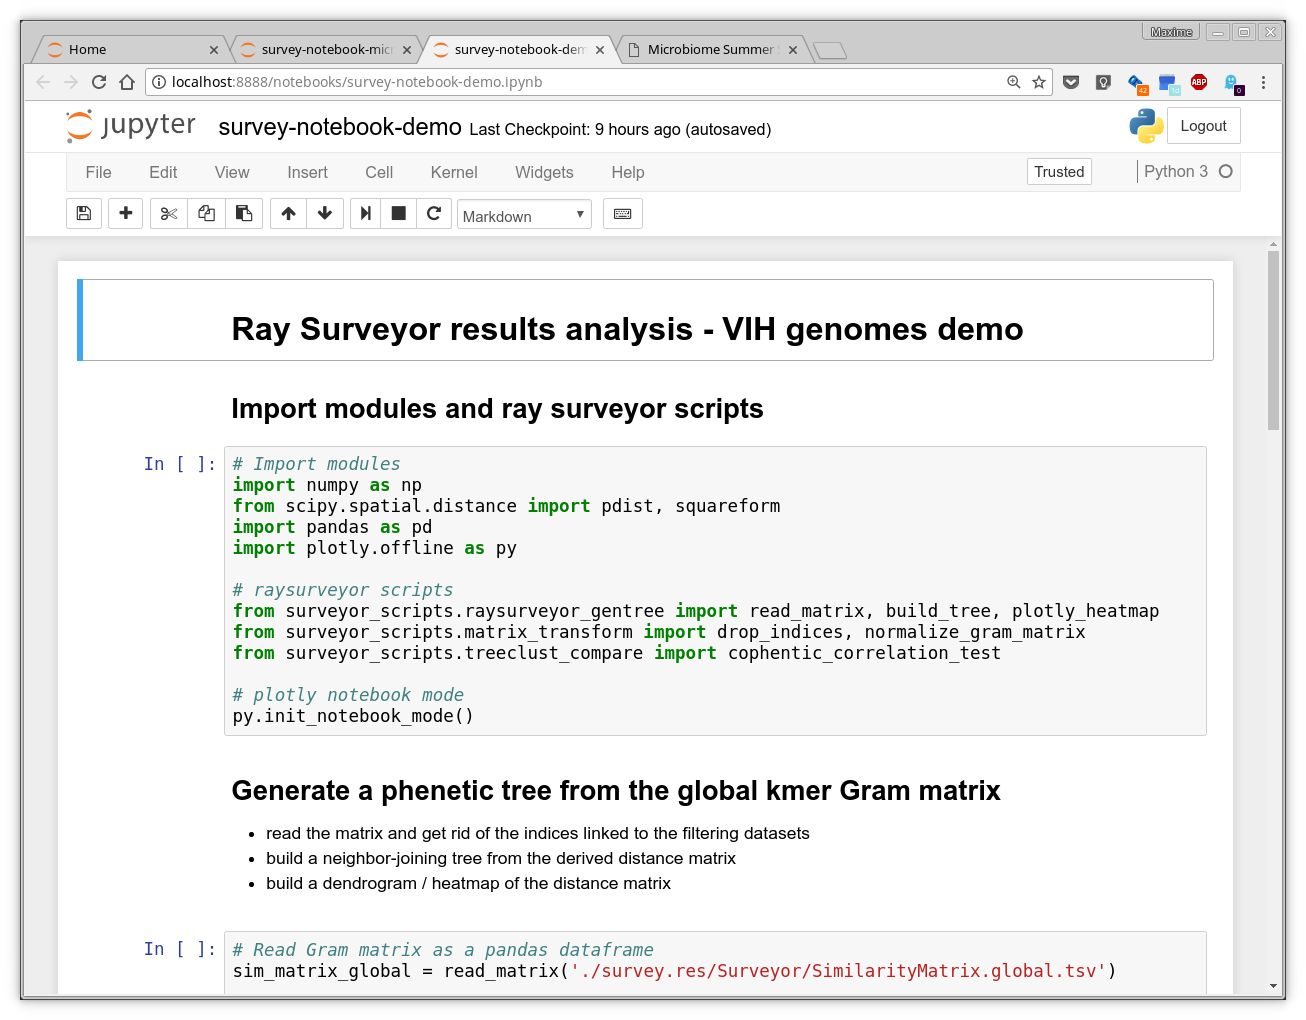 Maxime
Home
survey-notebook-mic
survey-notebook-dem
Microbiome Summer
localhost:8888/notebooks/survey-notebook-demo.ipynb
42
ABP
0
jupyter
survey-notebook-demo Last Checkpoint: 9 hours ago (autosaved)
Logout
File Edit View Insert Cell Kernel Widgets Help
Trusted
Python 3
Markdown
Ray Surveyor results analysis - VIH genomes demo
Import modules and ray surveyor scripts
In [ ]:
# Import modules
import numpy as np
from scipy.spatial.distance import pdist, squareform
import pandas as pd
import plotly.offline as py
# raysurveyor scripts
from surveyor_scripts.raysurveyor_gentree import read_matrix, build_tree, plotly_heatmap
from surveyor_scripts.matrix_transform import drop_indices, normalize_gram_matrix
from surveyor_scripts.treeclust_compare import cophentic_correlation_test
# plotly notebook mode
py.init_notebook_mode()
Generate a phenetic tree from the global kmer Gram matrix
• read the matrix and get rid of the indices linked to the filtering datasets
• build a neighbor-joining tree from the derived distance matrix
• build a dendrogram / heatmap of the distance matrix
In [ ]:
# Read Gram matrix as a pandas dataframe
sim_matrix_global = read_matrix('./survey.res/Surveyor/SimilarityMatrix.global.tsv')